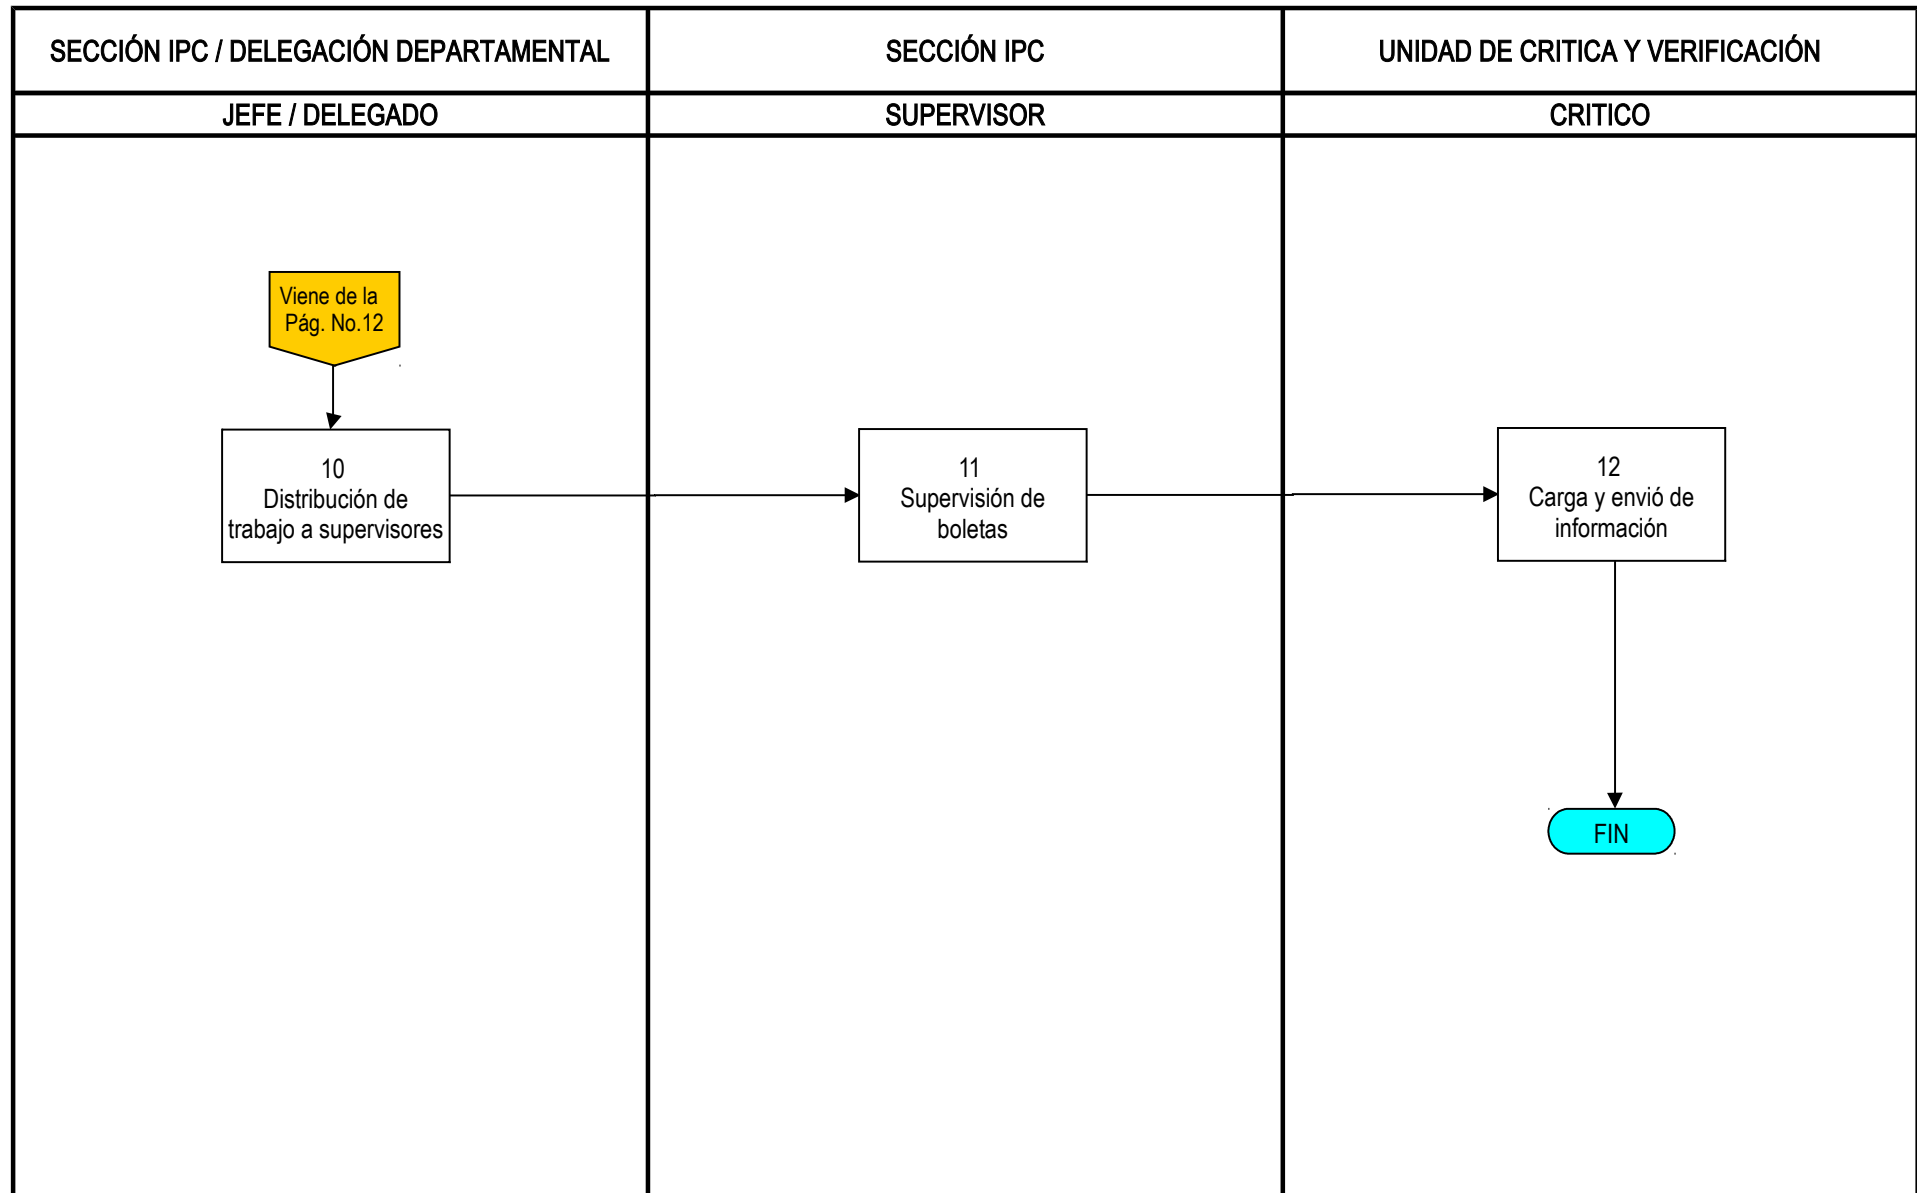 SECCIÓN IPC / DELEGACIÓN DEPARTAMENTAL
SECCIÓN IPC
UNIDAD DE CRITICA Y VERIFICACIÓN
JEFE / DELEGADO
SUPERVISOR
CRITICO
Viene de la
Pág. No.12
10
Distribución de
trabajo a supervisores
11
Supervisión de
boletas
12
Carga y envió de
información
FIN